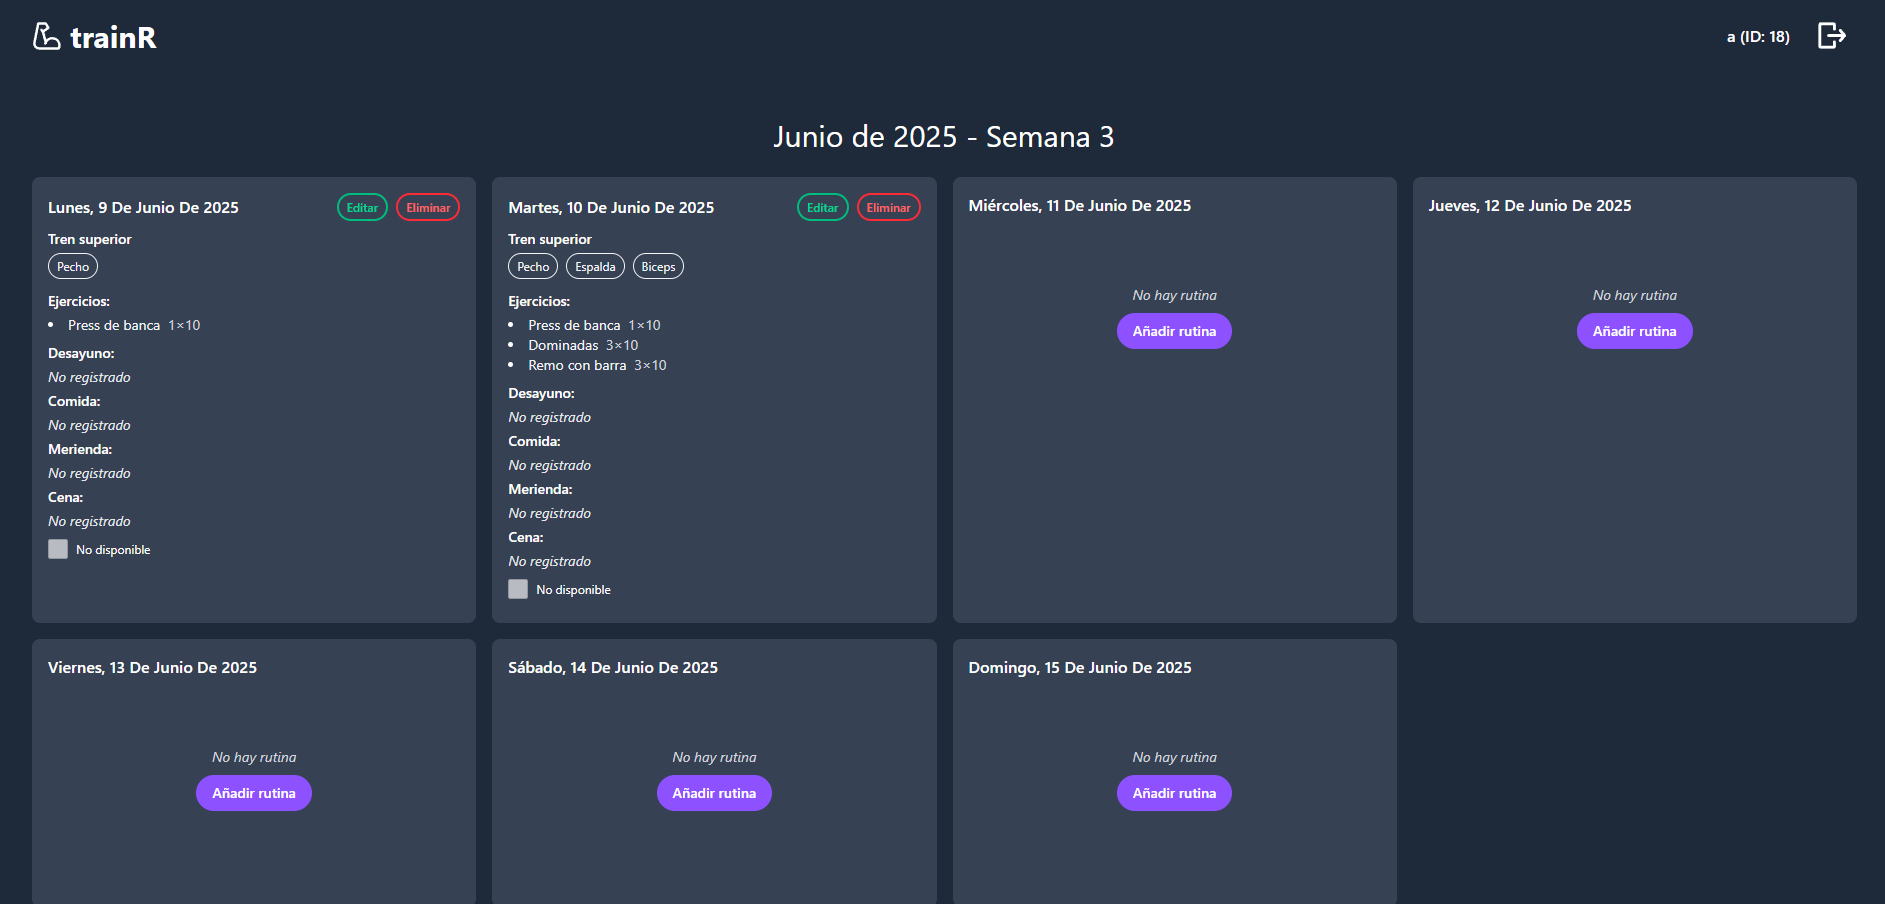 trainR
a (ID: 18)
Junio de 2025 - Semana 3
Lunes, 9 De Junio De 2025
Editar
Eliminar
Tren superior
Pecho
Ejercicios:
• Press de banca 1×10
Desayuno:
No registrado
Comida:
No registrado
Merienda:
No registrado
Cena:
No registrado
No disponible
Martes, 10 De Junio De 2025
Editar
Eliminar
Tren superior
Pecho Espalda Biceps
Ejercicios:
• Press de banca 1×10
• Dominadas 3×10
• Remo con barra 3×10
Desayuno:
No registrado
Comida:
No registrado
Merienda:
No registrado
Cena:
No registrado
No disponible
Miércoles, 11 De Junio De 2025
No hay rutina
Añadir rutina
Jueves, 12 De Junio De 2025
No hay rutina
Añadir rutina
Viernes, 13 De Junio De 2025
No hay rutina
Añadir rutina
Sábado, 14 De Junio De 2025
No hay rutina
Añadir rutina
Domingo, 15 De Junio De 2025
No hay rutina
Añadir rutina